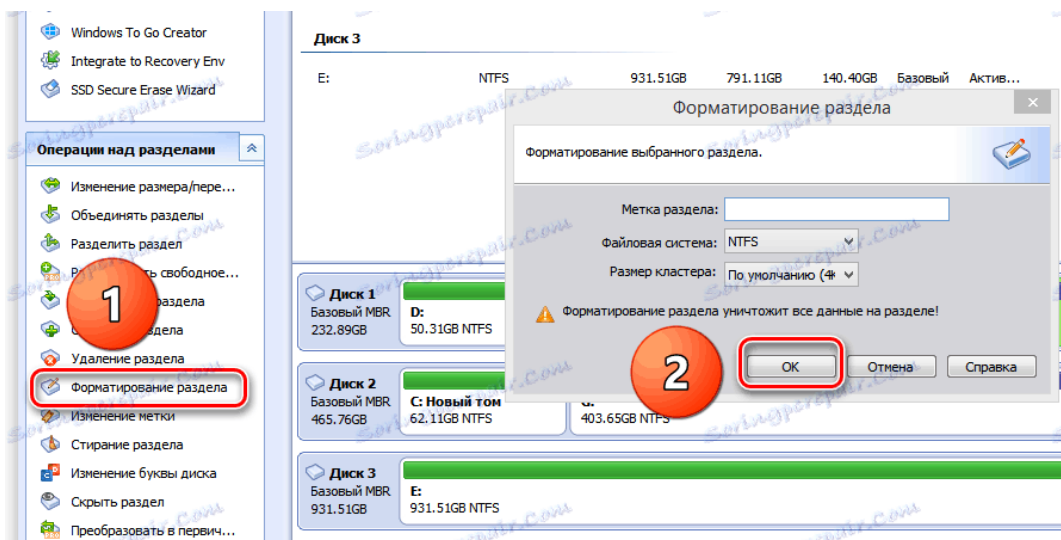 Windows To Go Creator
Integrate to Recovery Env
SSD Secure Erase Wizard
Операции над разделами
Изменение размера/пере...
Объединять разделы
Разделить раздел
свободное...
раздела
Удаление раздела
Форматирование раздела
Изменение метки
Стирание раздела
Изменение буквы диска
Скрыть раздел
Преобразовать в первич...
1
Диск 3
E: NTFS 931.51GB 791.11GB 140.40GB Базовый Актив...
Форматирование раздела
Форматирование выбранного раздела.
Метка раздела:
Файловая система: NTFS
Размер кластера: По умолчанию (4К
Форматирование раздела уничтожит все данные на разделе!
OK Отмена Справка
2
Диск 1
Базовый MBR
232.89GB
D:
50.31GB NTFS
Диск 2
Базовый MBR
465.76GB
C: Новый том
62.11GB NTFS
G:
403.65GB NTFS
Диск 3
Базовый MBR
931.51GB
E:
931.51GB NTFS